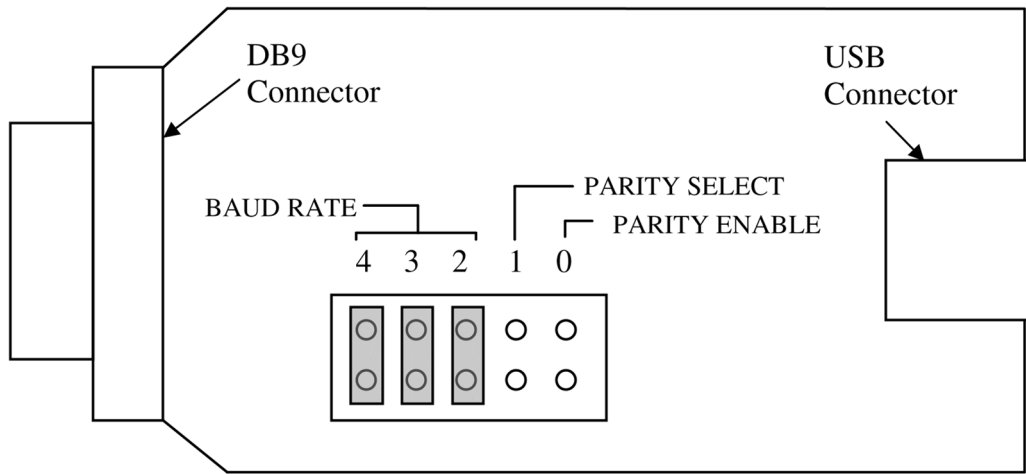 DB9
Connector
USB
Connector
PARITY SELECT
BAUD RATE
PARITY ENABLE
4 3 2 1 0